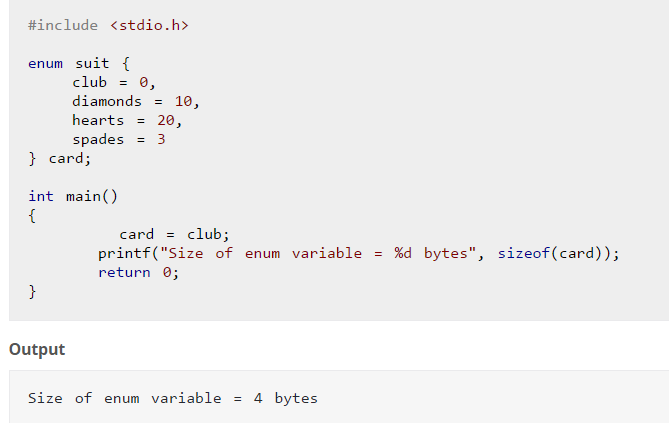 #include <stdio.h>
enum suit {
club = 0,
diamonds = 10,
hearts = 20,
spades = 3
} card;
int main()
{
card = club;
printf("Size of enum variable = %d bytes", sizeof(card));
return 0;
}
Output
Size of enum variable = 4 bytes